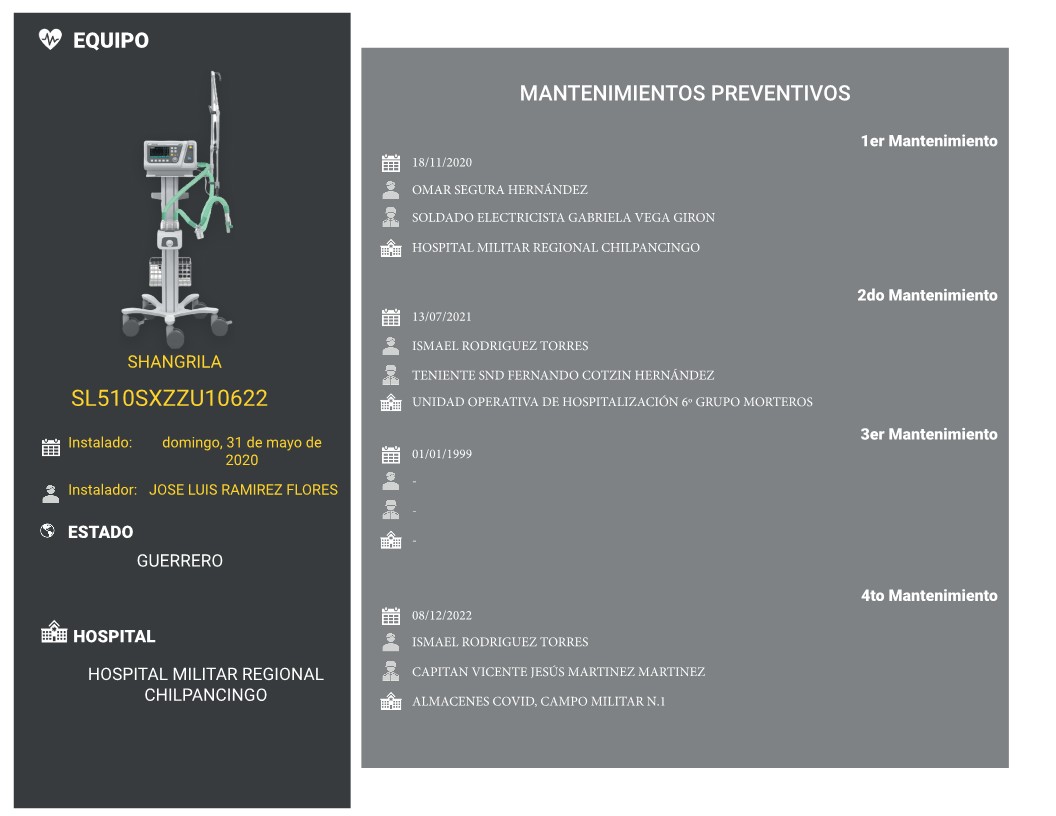 EQUIPO
SHANGRILA
SL510SXZZU10622
Instalado: domingo, 31 de mayo de
2020
Instalador: JOSE LUIS RAMIREZ FLORES
ESTADO
GUERRERO
HOSPITAL
HOSPITAL MILITAR REGIONAL
CHILPANCINGO
MANTENIMIENTOS PREVENTIVOS
1er Mantenimiento
18/11/2020
OMAR SEGURA HERNÁNDEZ
SOLDADO ELECTRICISTA GABRIELA VEGA GIRON
HOSPITAL MILITAR REGIONAL CHILPANCINGO
2do Mantenimiento
13/07/2021
ISMAEL RODRIGUEZ TORRES
TENIENTE SND FERNANDO COTZIN HERNÁNDEZ
UNIDAD OPERATIVA DE HOSPITALIZACIÓN 6º GRUPO MORTEROS
3er Mantenimiento
01/01/1999
-
-
-
4to Mantenimiento
08/12/2022
ISMAEL RODRIGUEZ TORRES
CAPITAN VICENTE JESÚS MARTINEZ MARTINEZ
ALMACENES COVID, CAMPO MILITAR N.1